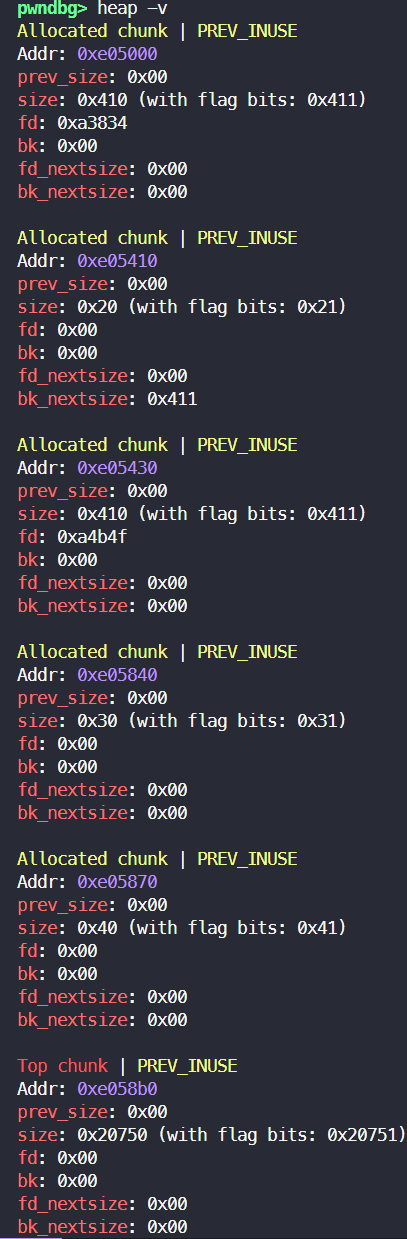 pwndbg> heap -v
Allocated chunk | PREV_INUSE
Addr: 0xe05000
prev_size: 0x00
size: 0x410 (with flag bits: 0x411)
fd: 0xa3834
bk: 0x00
fd_nextsize: 0x00
bk_nextsize: 0x00
Allocated chunk | PREV_INUSE
Addr: 0xe05410
prev_size: 0x00
size: 0x20 (with flag bits: 0x21)
fd: 0x00
bk: 0x00
fd_nextsize: 0x00
bk_nextsize: 0x411
Allocated chunk | PREV_INUSE
Addr: 0xe05430
prev_size: 0x00
size: 0x410 (with flag bits: 0x411)
fd: 0xa4b4f
bk: 0x00
fd_nextsize: 0x00
bk_nextsize: 0x00
Allocated chunk | PREV_INUSE
Addr: 0xe05840
prev_size: 0x00
size: 0x30 (with flag bits: 0x31)
fd: 0x00
bk: 0x00
fd_nextsize: 0x00
bk_nextsize: 0x00
Allocated chunk | PREV_INUSE
Addr: 0xe05870
prev_size: 0x00
size: 0x40 (with flag bits: 0x41)
fd: 0x00
bk: 0x00
fd_nextsize: 0x00
bk_nextsize: 0x00
Top chunk | PREV_INUSE
Addr: 0xe058b0
prev_size: 0x00
size: 0x20750 (with flag bits: 0x20751)
fd: 0x00
bk: 0x00
fd_nextsize: 0x00
bk_nextsize: 0x00